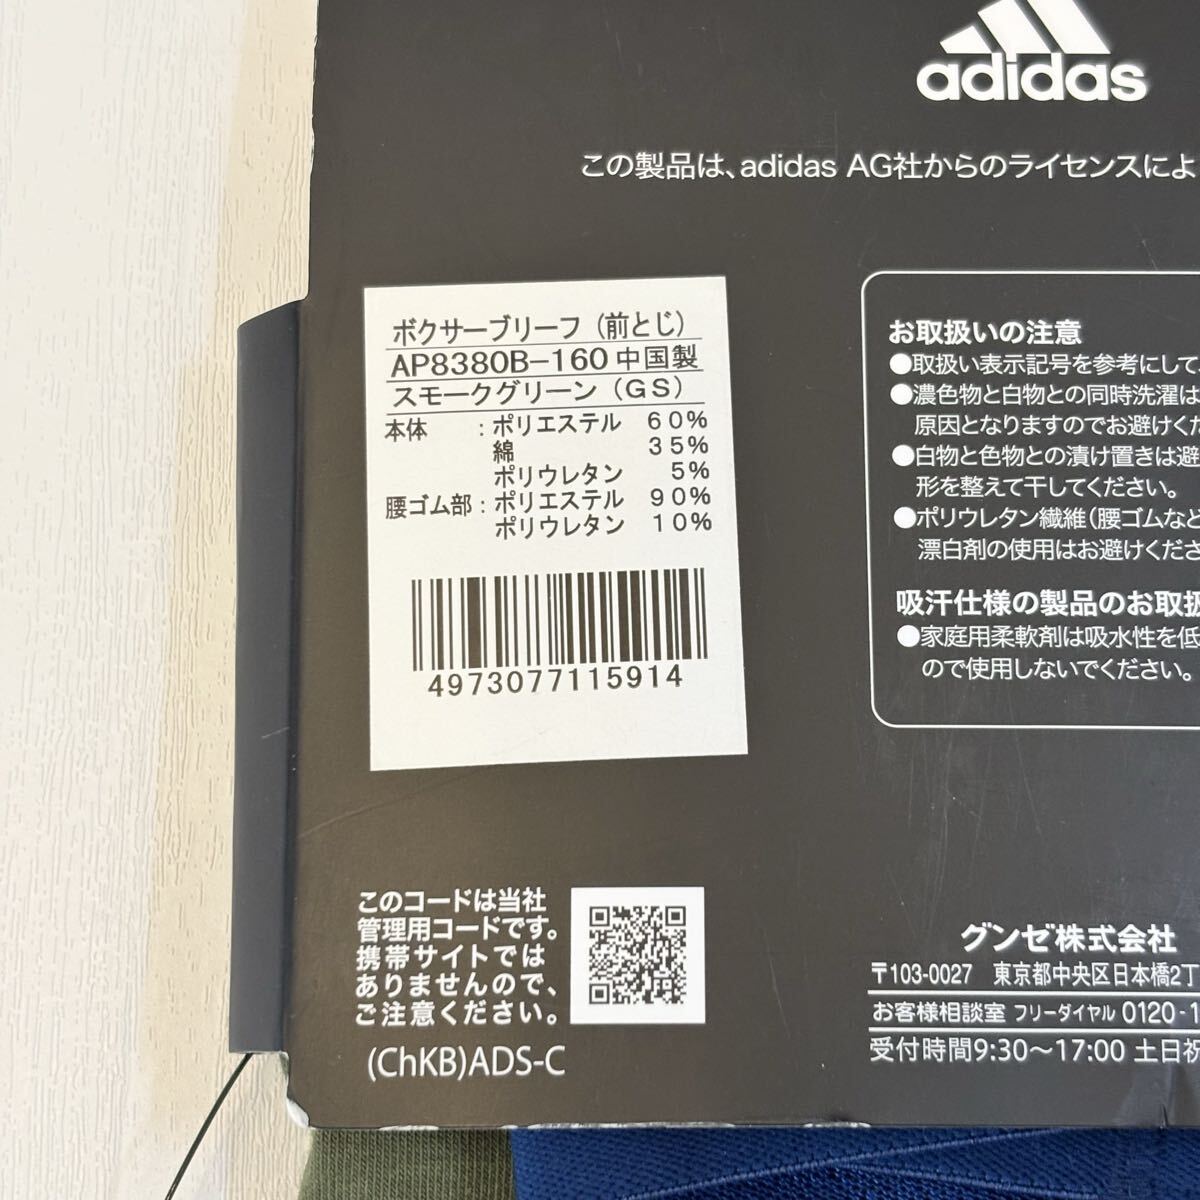 adidas
この製品は、adidas AG社からのライセンスによ
ボクサーブリーフ（前とじ）
AP8380B-160 中国製
スモークグリーン（GS）
本体 ：ポリエステル 60%
綿 35%
ポリウレタン 5%
腰ゴム部：ポリエステル 90%
ポリウレタン 10%
4973077115914
お取扱いの注意
●取扱い表示記号を参考にして
●濃色物と白物との同時洗濯は
原因となりますのでお避けくだ
●白物と色物との漬け置きは避
形を整えて干してください。
●ポリウレタン繊維(腰ゴムなど
漂白剤の使用はお避けくださ
吸汗仕様の製品のお取扱
●家庭用柔軟剤は吸水性を低
ので使用しないでください。
このコードは当社
管理用コードです。
携帯サイトでは
ありませんので、
ご注意ください。
(ChKB)ADS-C
グンゼ株式会社
〒103-0027 東京都中央区日本橋2丁
お客様相談室 フリーダイヤル 0120-1
受付時間9:30～17:00 土日祝